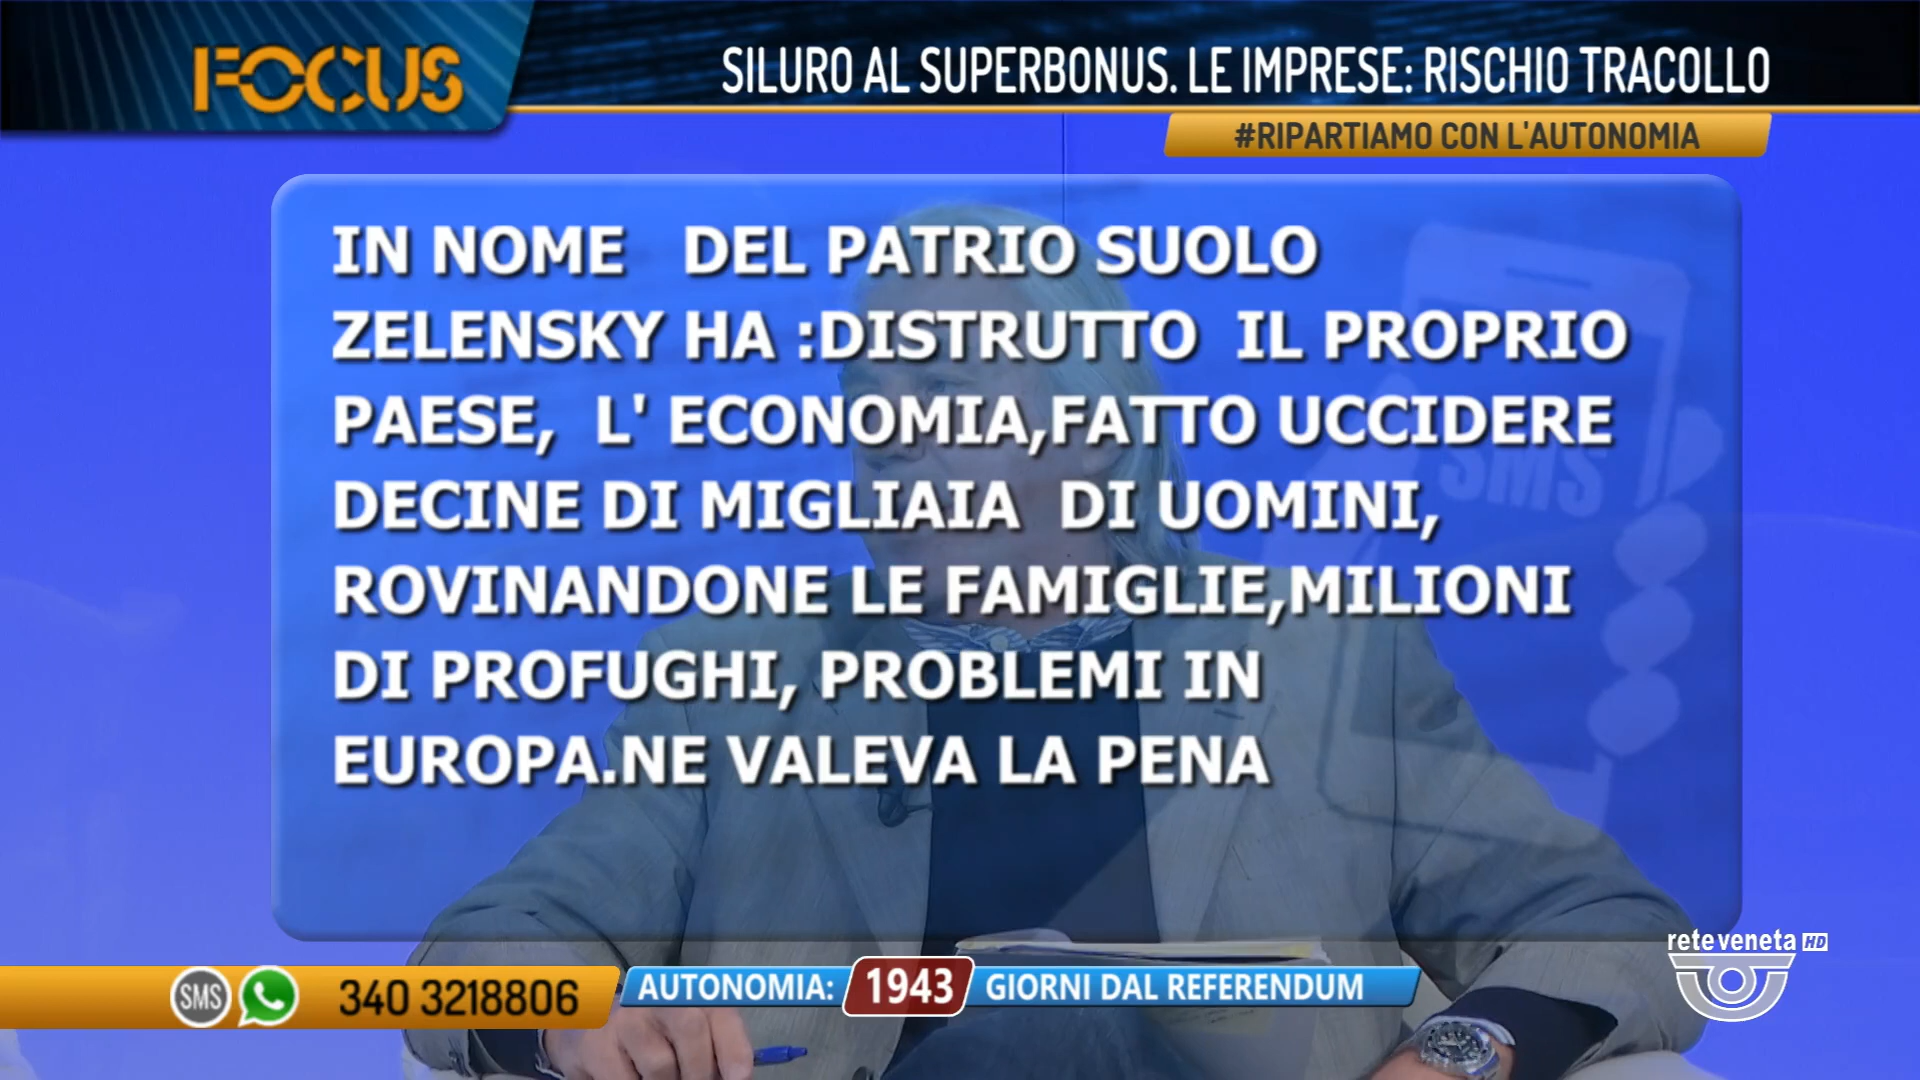 FOCUS
SILURO AL SUPERBONUS. LE IMPRESE: RISCHIO TRACOLLO
#RIPARTIAMO CON L'AUTONOMIA
IN NOME DEL PATRIO SUOLO
ZELENSKY HA :DISTRUTTO IL PROPRIO
PAESE, L' ECONOMIA,FATTO UCCIDERE
DECINE DI MIGLIAIA DI UOMINI,
ROVINANDONE LE FAMIGLIE,MILIONI
DI PROFUGHI, PROBLEMI IN
EUROPA.NE VALEVA LA PENA
SMS
reteveneta HD
SMS 340 3218806
AUTONOMIA: 1943 GIORNI DAL REFERENDUM